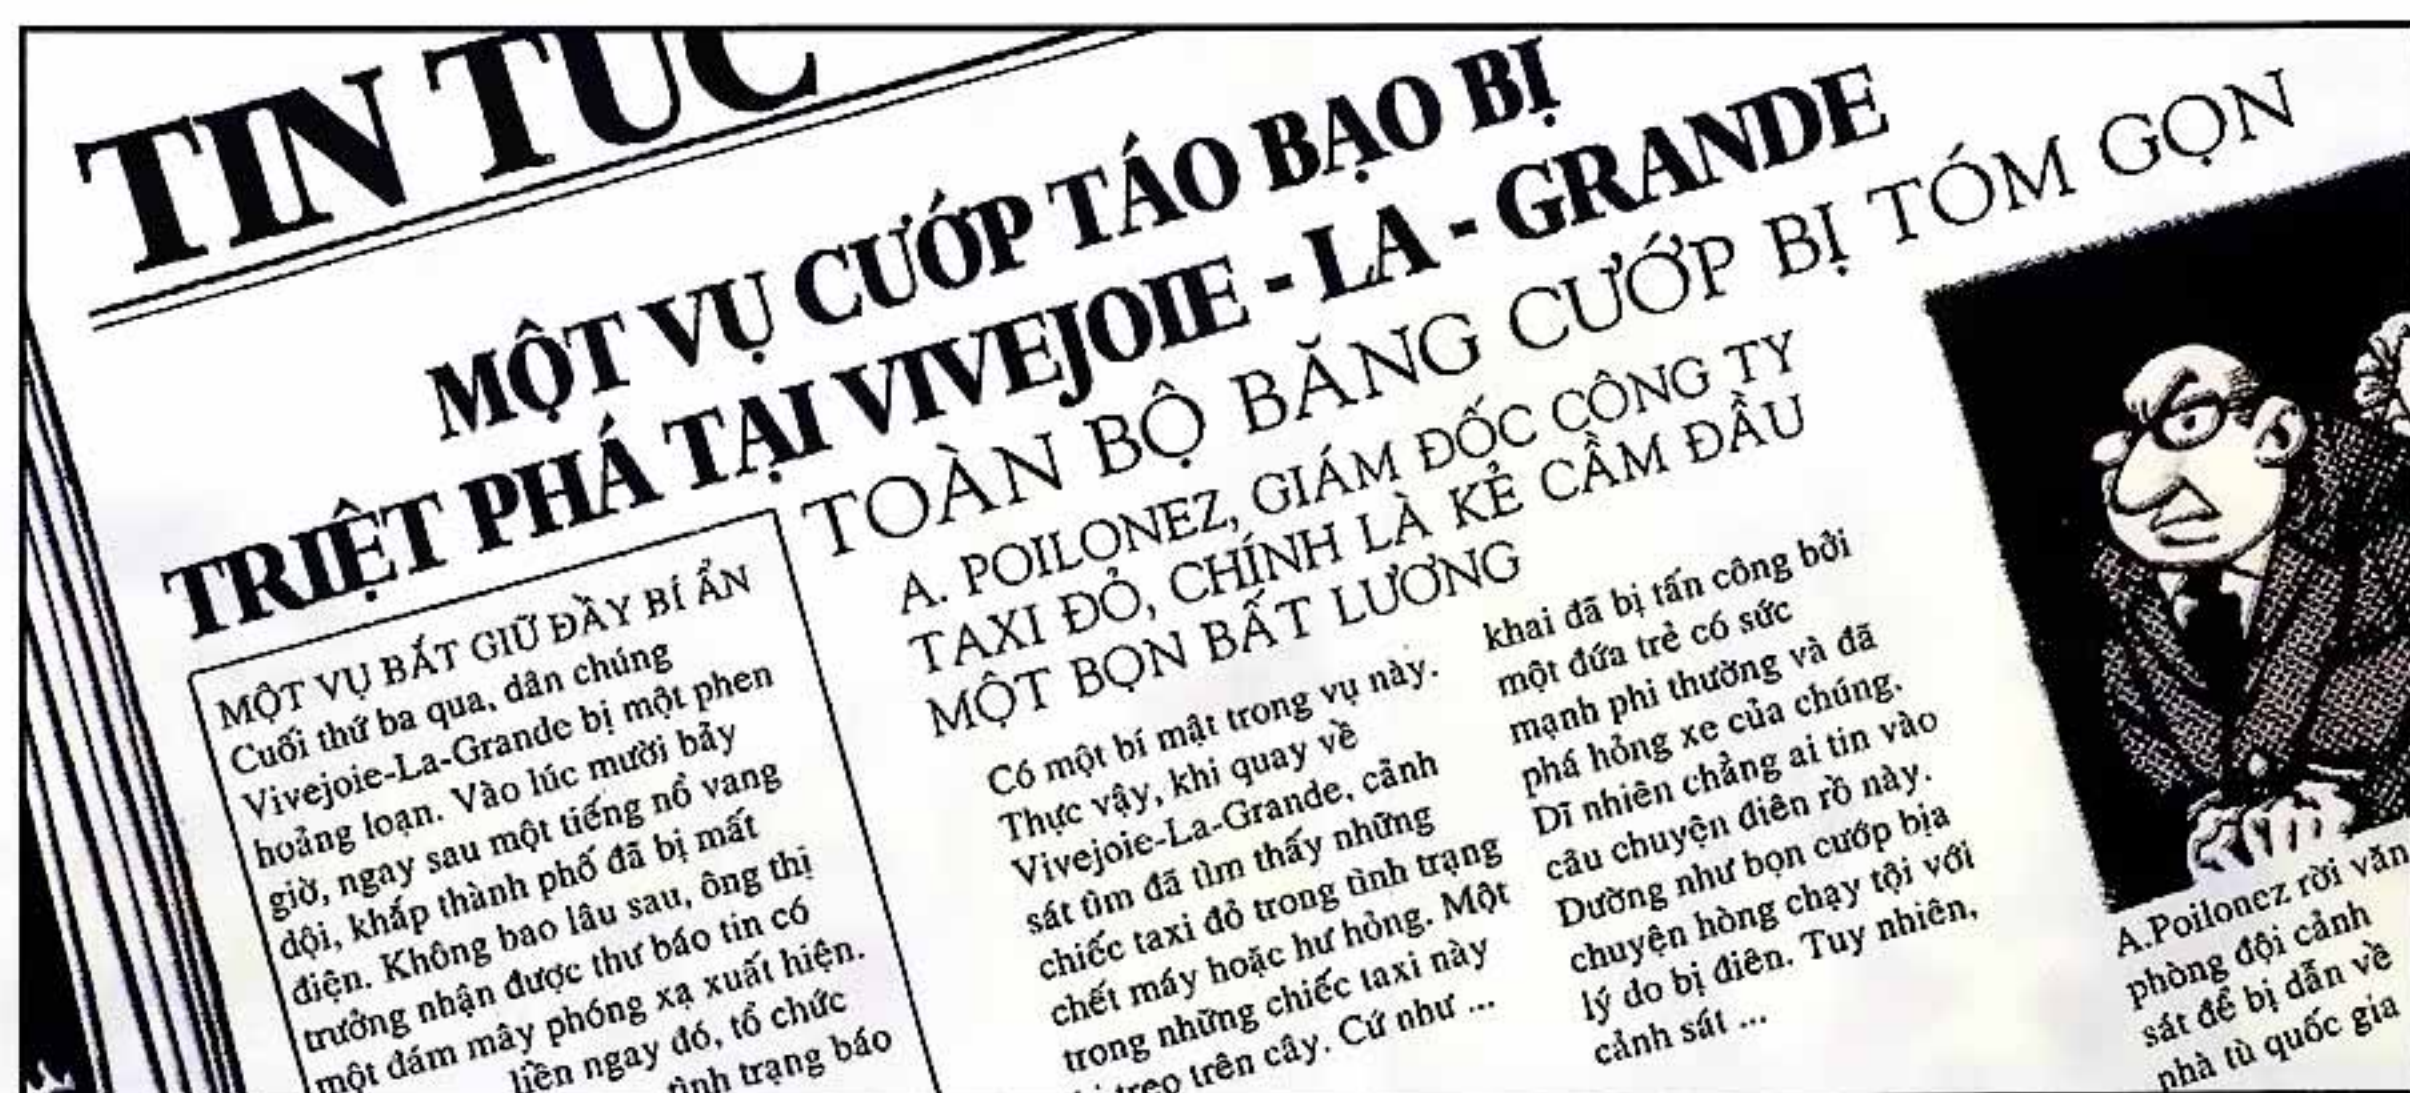 TIN TỨC
MỘT VỤ CƯỚP TÁO BẠO BỊ
TRIỆT PHÁ TẠI VIVEJOIE - LA - GRANDE
TOÀN BỘ BĂNG CƯỚP BỊ TÓM GỌN
A. POILONEZ, GIÁM ĐỐC CÔNG TY
TAXI ĐỎ, CHÍNH LÀ KẺ CẦM ĐẦU
MỘT BỌN BẤT LƯƠNG
MỘT VỤ BẮT GIỮ ĐẦY BÍ ẨN
Cuối thứ ba qua, dân chúng
Vivejoie-La-Grande bị một phen
hoảng loạn. Vào lúc mười bảy
giờ, ngay sau một tiếng nổ vang
dội, khắp thành phố đã bị mất
điện. Không bao lâu sau, ông thị
trưởng nhận được thư báo tin có
một đám mây phóng xạ xuất hiện.
liền ngay đó, tổ chức
tình trạng báo
Có một bí mật trong vụ này.
Thực vậy, khi quay về
Vivejoie-La-Grande, cảnh
sát tìm đã tìm thấy những
chiếc taxi đỏ trong tình trạng
chết máy hoặc hư hỏng. Một
trong những chiếc taxi này
bị treo trên cây. Cứ như ...
khai đã bị tấn công bởi
một đứa trẻ có sức
mạnh phi thường và đã
phá hỏng xe của chúng.
Dĩ nhiên chẳng ai tin vào
câu chuyện điên rồ này.
Dường như bọn cướp bịa
chuyện hòng chạy tội với
lý do bị điên. Tuy nhiên,
cảnh sát ...
A.Poilonez rời văn
phòng đội cảnh
sát để bị dẫn về
nhà tù quốc gia